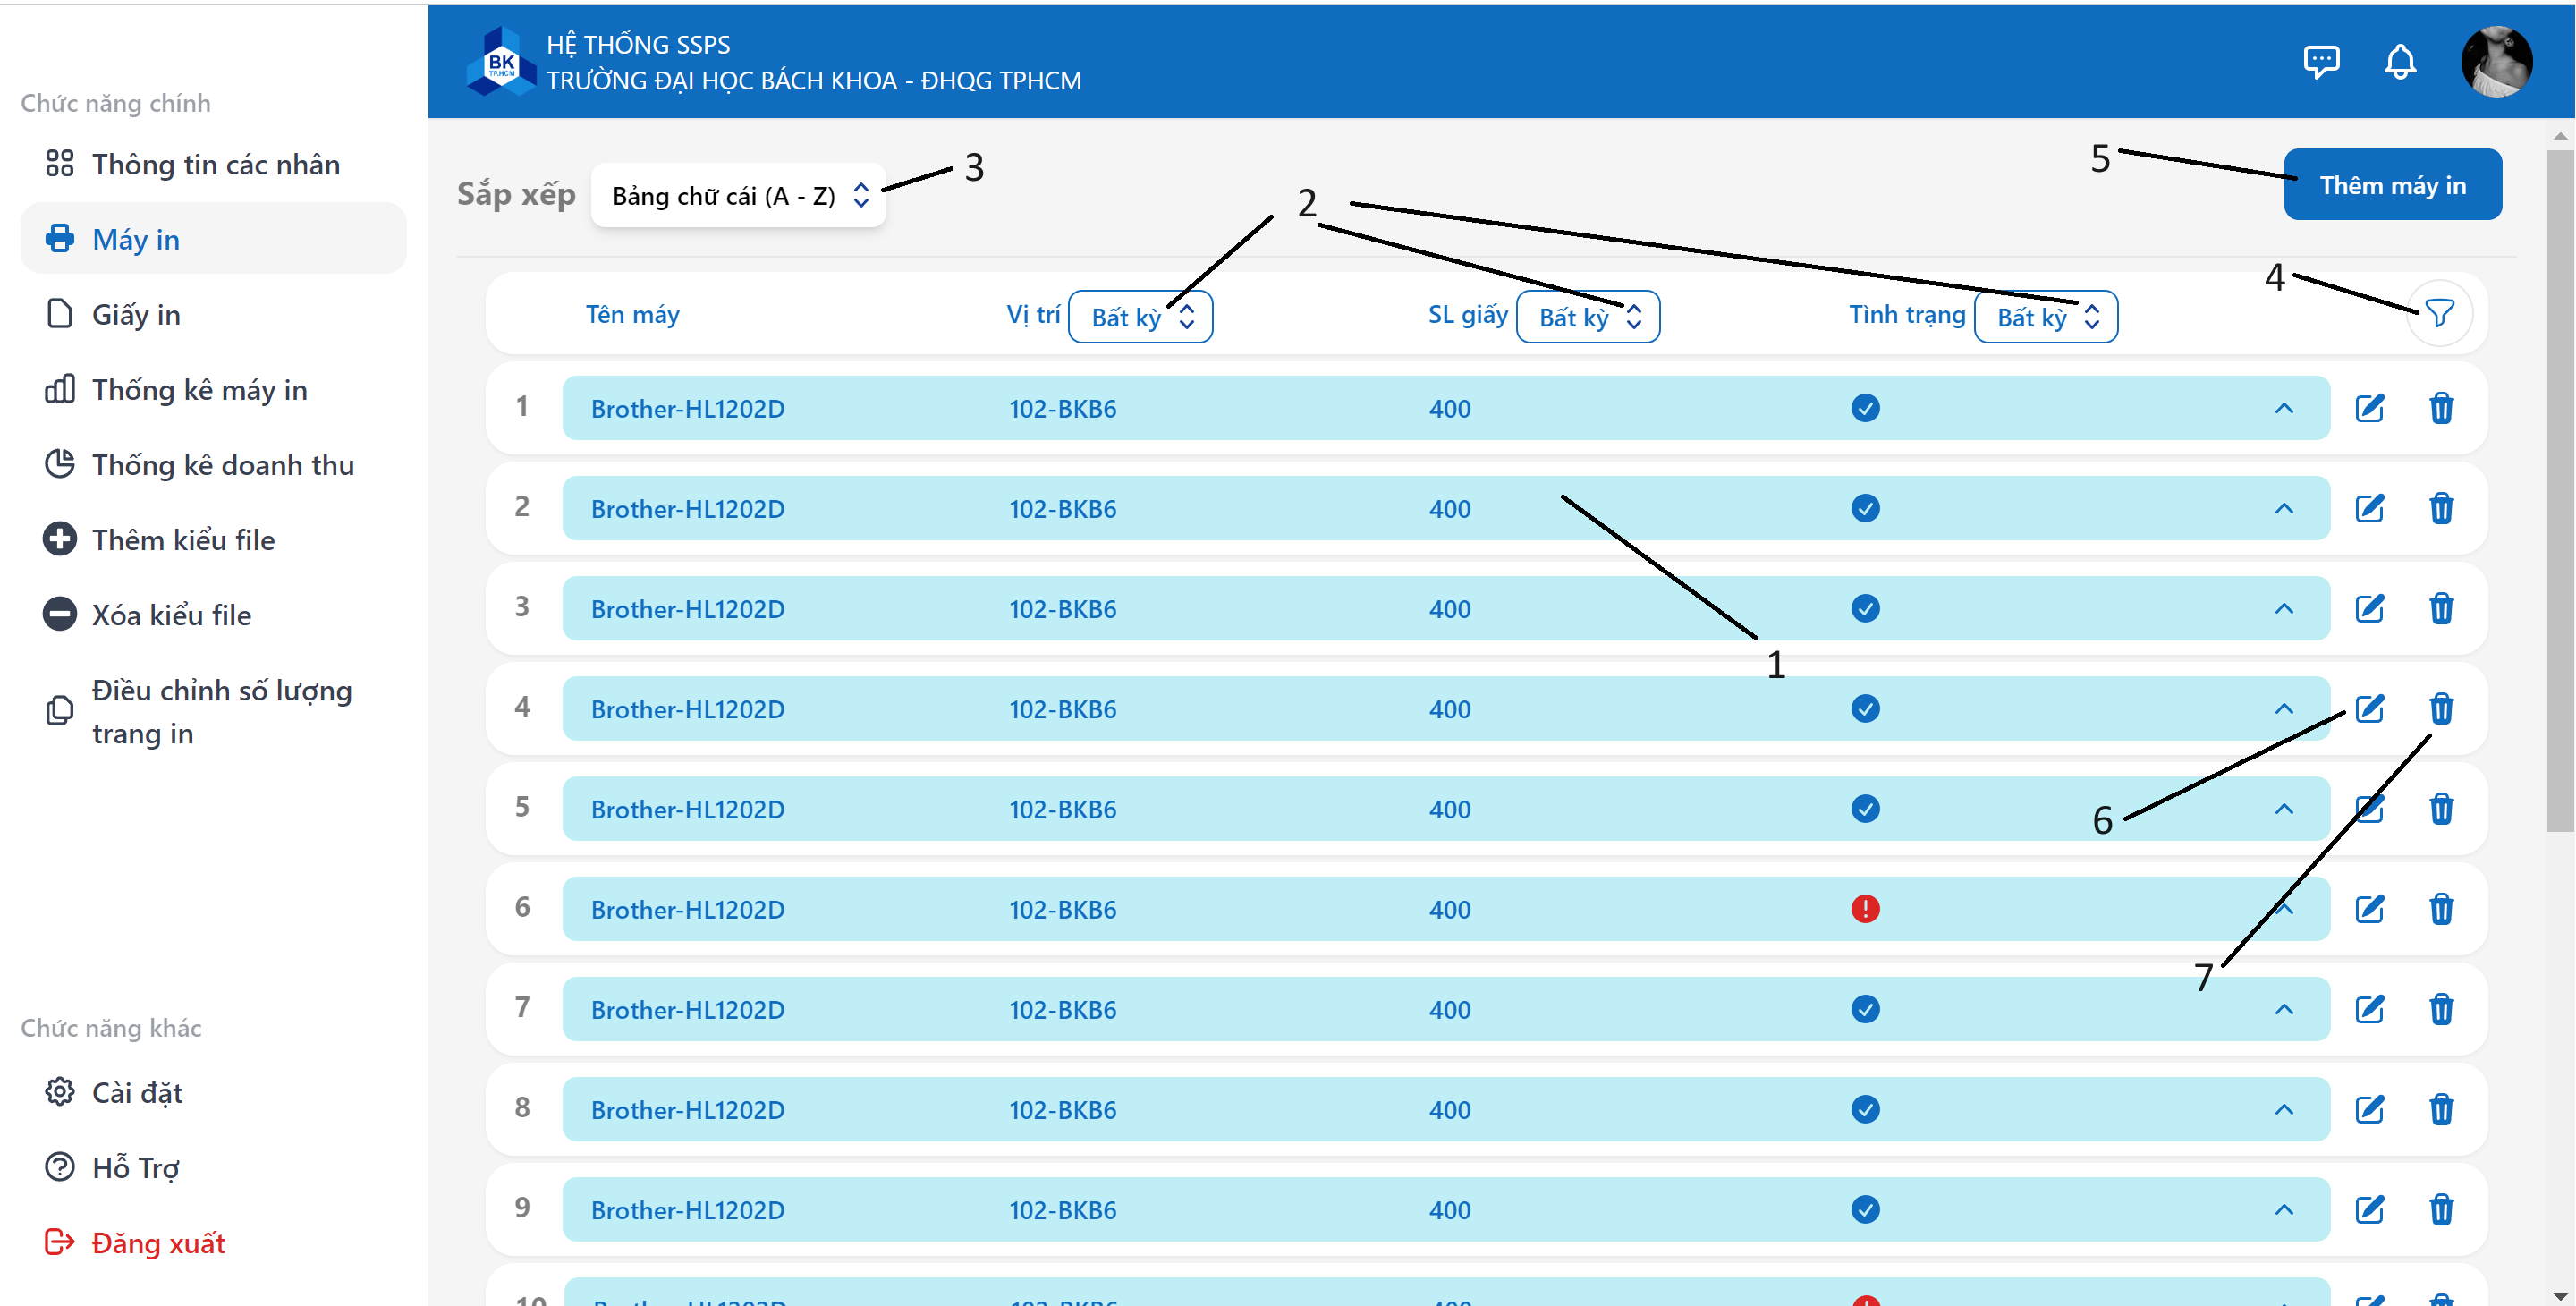 BK
TP.HCM
HỆ THỐNG SSPS
TRƯỜNG ĐẠI HỌC BÁCH KHOA - ĐHQG TPHCM
Chức năng chính
Thông tin các nhân
Máy in
Giấy in
Thống kê máy in
Thống kê doanh thu
Thêm kiểu file
Xóa kiểu file
Điều chỉnh số lượng
trang in
Chức năng khác
Cài đặt
Hỗ Trợ
Đăng xuất
Sắp xếp Bảng chữ cái (A - Z) 3
2
5 Thêm máy in
4
Tên máy Vị trí Bất kỳ SL giấy Bất kỳ Tình trạng Bất kỳ
1 Brother-HL1202D 102-BKB6 400
2 Brother-HL1202D 102-BKB6 400
3 Brother-HL1202D 102-BKB6 400
1
4 Brother-HL1202D 102-BKB6 400
5 Brother-HL1202D 102-BKB6 400
6
6 Brother-HL1202D 102-BKB6 400
7
7 Brother-HL1202D 102-BKB6 400
8 Brother-HL1202D 102-BKB6 400
9 Brother-HL1202D 102-BKB6 400
10 Brother-HL1202D 102-BKB6 400